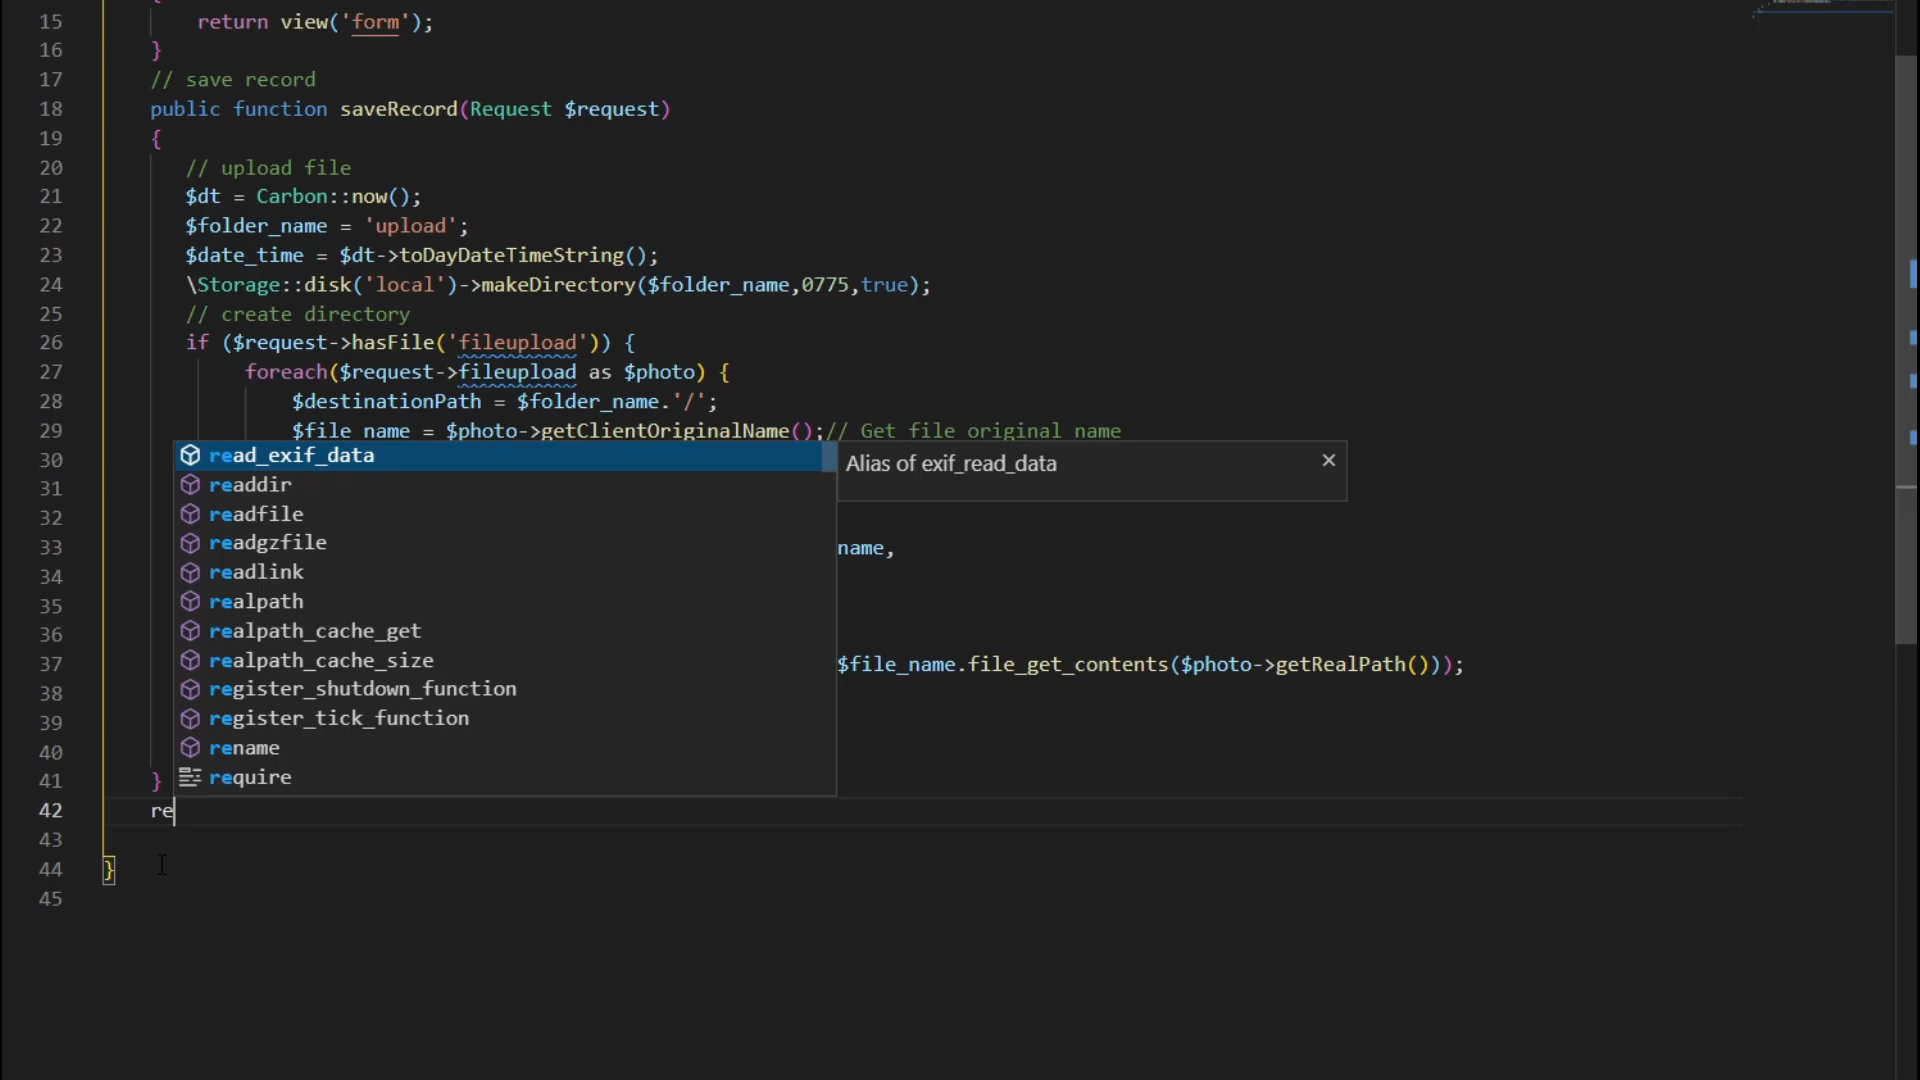 15 return view('form');
16 }
17 // save record
18 public function saveRecord(Request $request)
19 {
20 // upload file
21 $dt = Carbon::now();
22 $folder_name = 'upload';
23 $date_time = $dt->toDayDateTimeString();
24 \Storage::disk('local')->makeDirectory($folder_name,0775,true);
25 // create directory
26 if ($request->hasFile('fileupload')) {
27 foreach($request->fileupload as $photo) {
28 $destinationPath = $folder_name.'/';
29 $file_name = $photo->getClientOriginalName();// Get file original name
30 read_exif_data Alias of exif_read_data ×
31 readdir
32 readfile
33 readgzfile name,
34 readlink
35 realpath
36 realpath_cache_get
37 realpath_cache_size $file_name.file_get_contents($photo->getRealPath()));
38 register_shutdown_function
39 register_tick_function
40 rename
41 } require
42 re
43
44 }
45